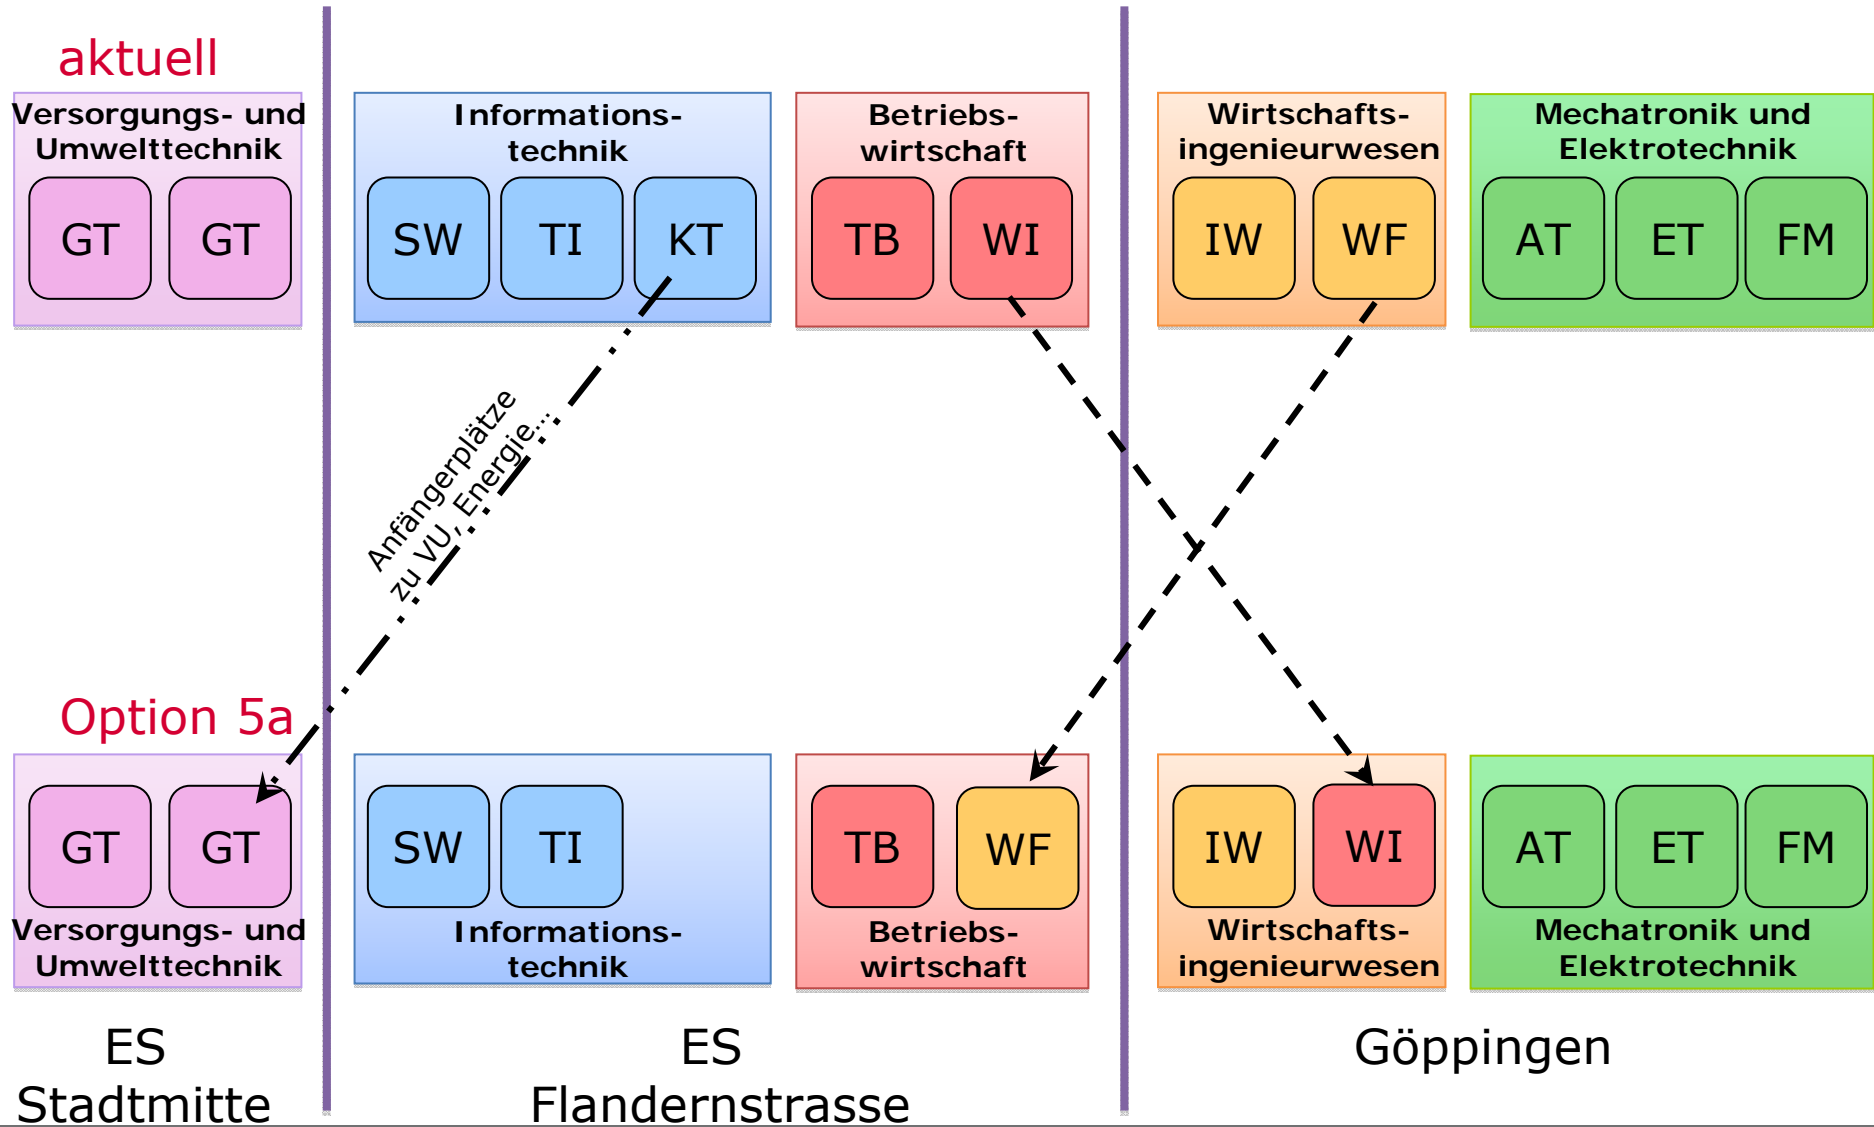 aktuell
Versorgungs- und
Umwelttechnik
GT
GT
Informations-
technik
SW
TI
KT
Betriebs-
wirtschaft
TB
WI
Wirtschafts-
ingenieurwesen
IW
WF
Mechatronik und
Elektrotechnik
AT
ET
FM
Anfängerplätze
zu VU, Energie...
Option 5a
GT
GT
Versorgungs- und
Umwelttechnik
SW
TI
Informations-
technik
TB
WF
Betriebs-
wirtschaft
IW
WI
Wirtschafts-
ingenieurwesen
AT
ET
FM
Mechatronik und
Elektrotechnik
ES
Stadtmitte
ES
Flandernstrasse
Göppingen